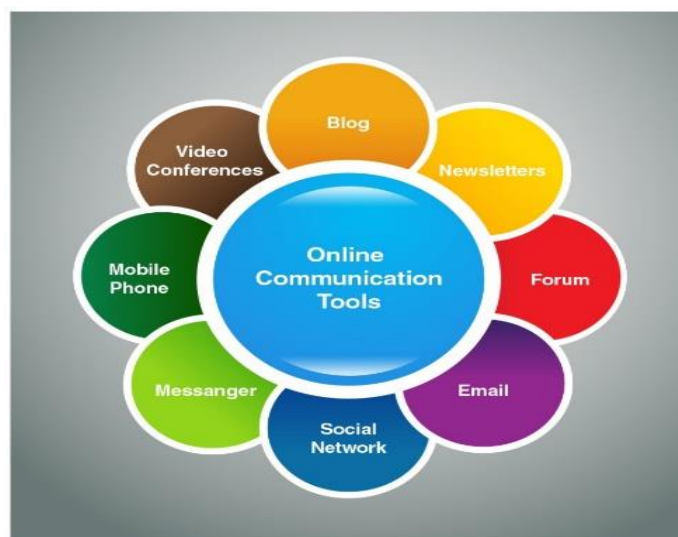 Blog
Newsletters
Forum
Email
Social
Network
Messanger
Mobile
Phone
Video
Conferences
Online
Communication
Tools